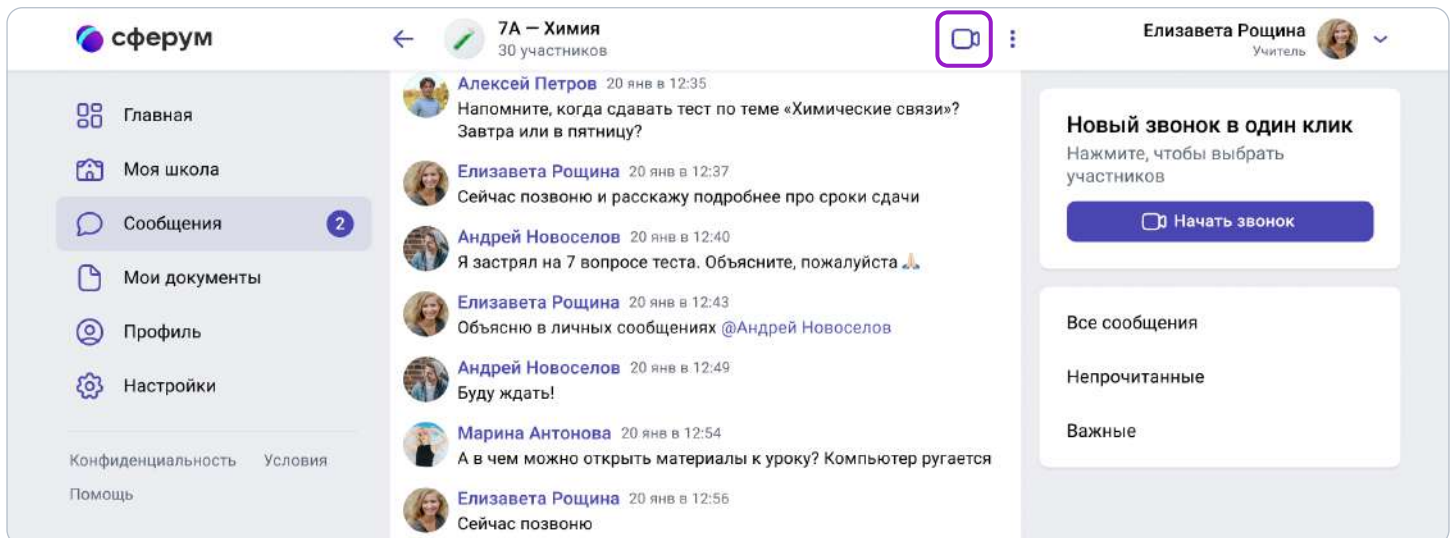 сферум
Главная
Моя школа
Сообщения 2
Мои документы
Профиль
Настройки
Конфиденциальность Условия
Помощь
7А — Химия
30 участников
Алексей Петров 20 янв в 12:35
Напомните, когда сдавать тест по теме «Химические связи»?
Завтра или в пятницу?
Елизавета Рощина 20 янв в 12:37
Сейчас позвоню и расскажу подробнее про сроки сдачи
Андрей Новоселов 20 янв в 12:40
Я застрял на 7 вопросе теста. Объясните, пожалуйста 🙏🏻
Елизавета Рощина 20 янв в 12:43
Объясню в личных сообщениях @Андрей Новоселов
Андрей Новоселов 20 янв в 12:49
Буду ждать!
Марина Антонова 20 янв в 12:54
А в чем можно открыть материалы к уроку? Компьютер ругается
Елизавета Рощина 20 янв в 12:56
Сейчас позвоню
Елизавета Рощина
Учитель
Новый звонок в один клик
Нажмите, чтобы выбрать
участников
Начать звонок
Все сообщения
Непрочитанные
Важные